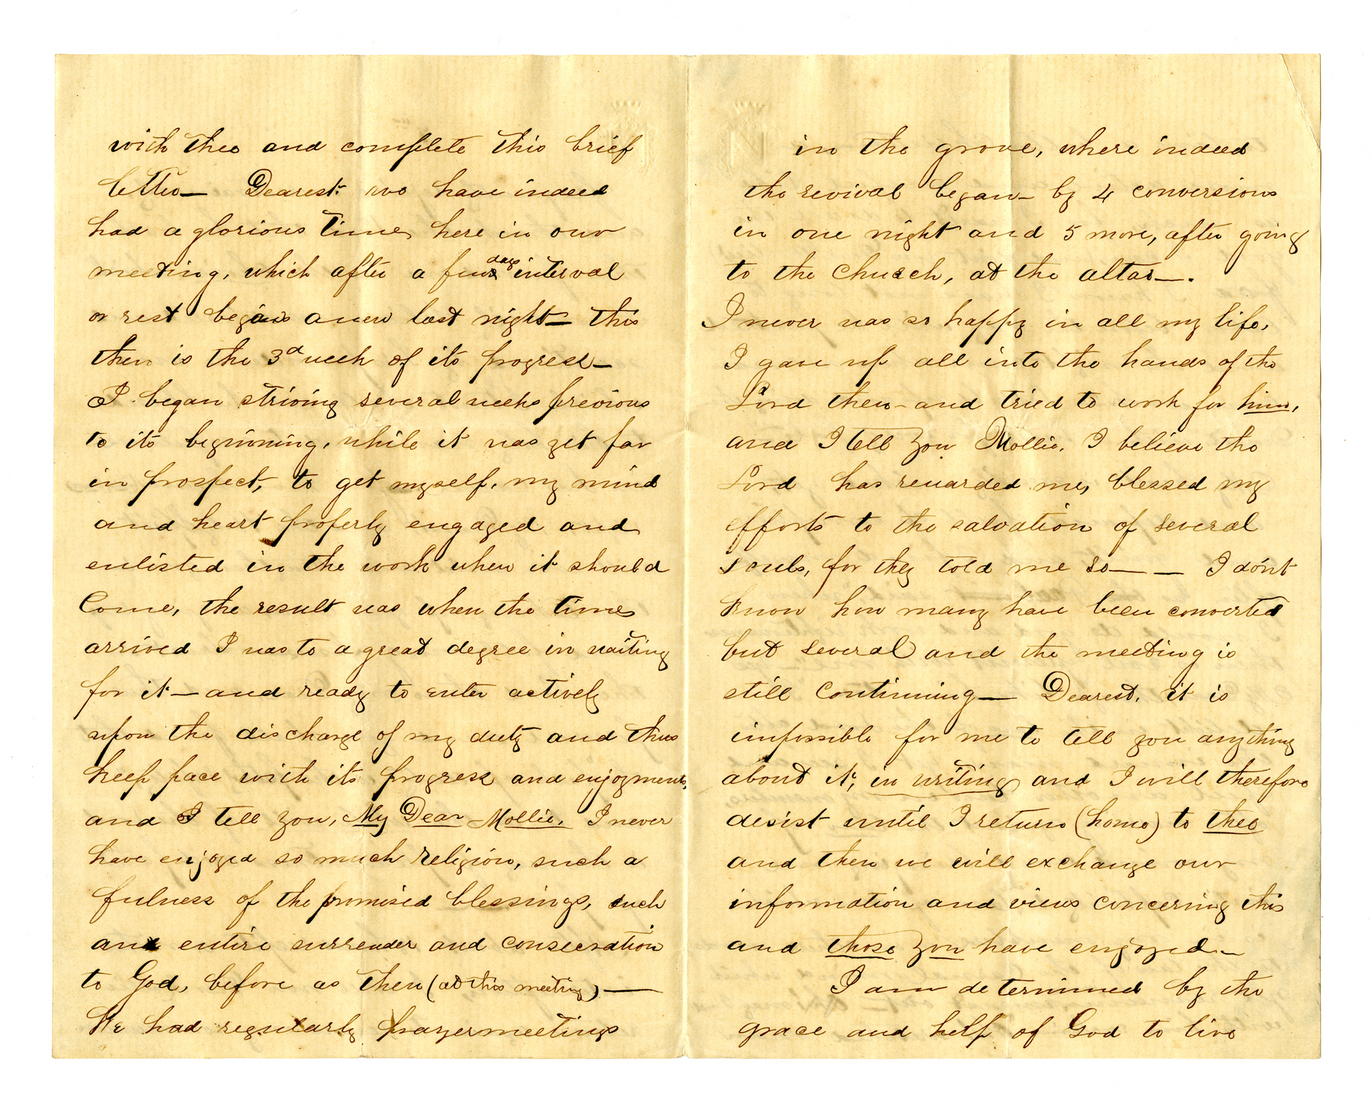 with thee and complete this brief
letter— Dearest: we have indeed
had a glorious time, here in our
meeting, which after a few days interval
or rest began anew last night— this
then is the 3d week of its progress—
I began striving several weeks previous
to its beginning, while it was yet far
in prospect, to get myself, my mind
and heart properly engaged and
enlisted in the work when it should
Come, the result was when the time
arrived I was to a great degree in waiting
for it—and ready to enter actively
upon the discharge of my duty and thus
keep pace with its progress and enjoyments,
and I tell you, My Dear Mollie, I never
have enjoyed so much religion, such a
fulness of the promised blessings, such
an entire surrender and consecration
to God, before as then (at this meeting)—
We had regularly prayermeetings
in the grove, where indeed
the revival began— by 4 conversions
in one night and 5 more, after going
to the Church, at the altar—.
I never was so happy in all my life,
I gave up all into the hands of the
Lord then—and tried to work for him,
and I tell you Mollie, I believe the
Lord has rewarded me, blessed my
efforts to the salvation of several
souls, for they told me so— — I don't
know how many have been converted
but several and the meeting is
still Continuing— Dearest, it is
impossible for me to tell you anything
about it, in writing and I will therefore
desist until I return (home) to thee
and then we will exchange our
information and views concerning this
and those you have enjoyed—
I am determined by the
grace and help of God to live